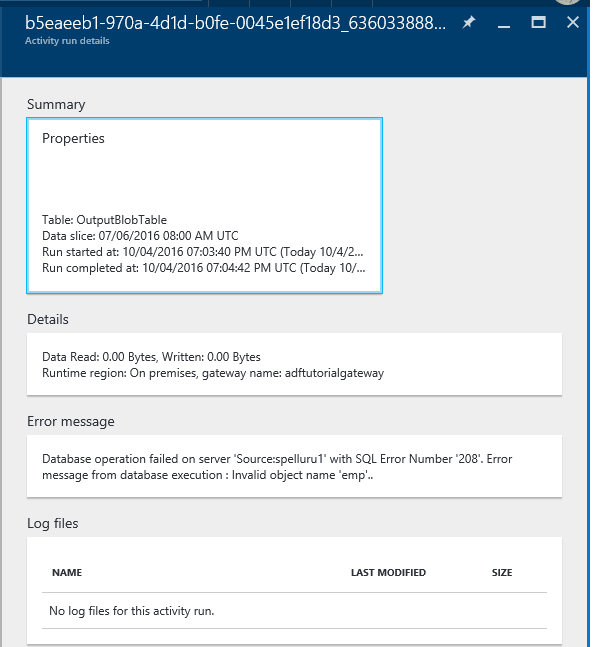 b5eaeeb1-970a-4d1d-b0fe-0045e1ef18d3_636033888...
Activity run details
Summary
Properties
Table: OutputBlobTable
Data slice: 07/06/2016 08:00 AM UTC
Run started at: 10/04/2016 07:03:40 PM UTC (Today 10/4/2...
Run completed at: 10/04/2016 07:04:42 PM UTC (Today 10/...
Details
Data Read: 0.00 Bytes, Written: 0.00 Bytes
Runtime region: On premises, gateway name: adftutorialgateway
Error message
Database operation failed on server 'Source:spelluru1' with SQL Error Number '208'. Error
message from database execution : Invalid object name 'emp'..
Log files
NAME LAST MODIFIED SIZE
No log files for this activity run.